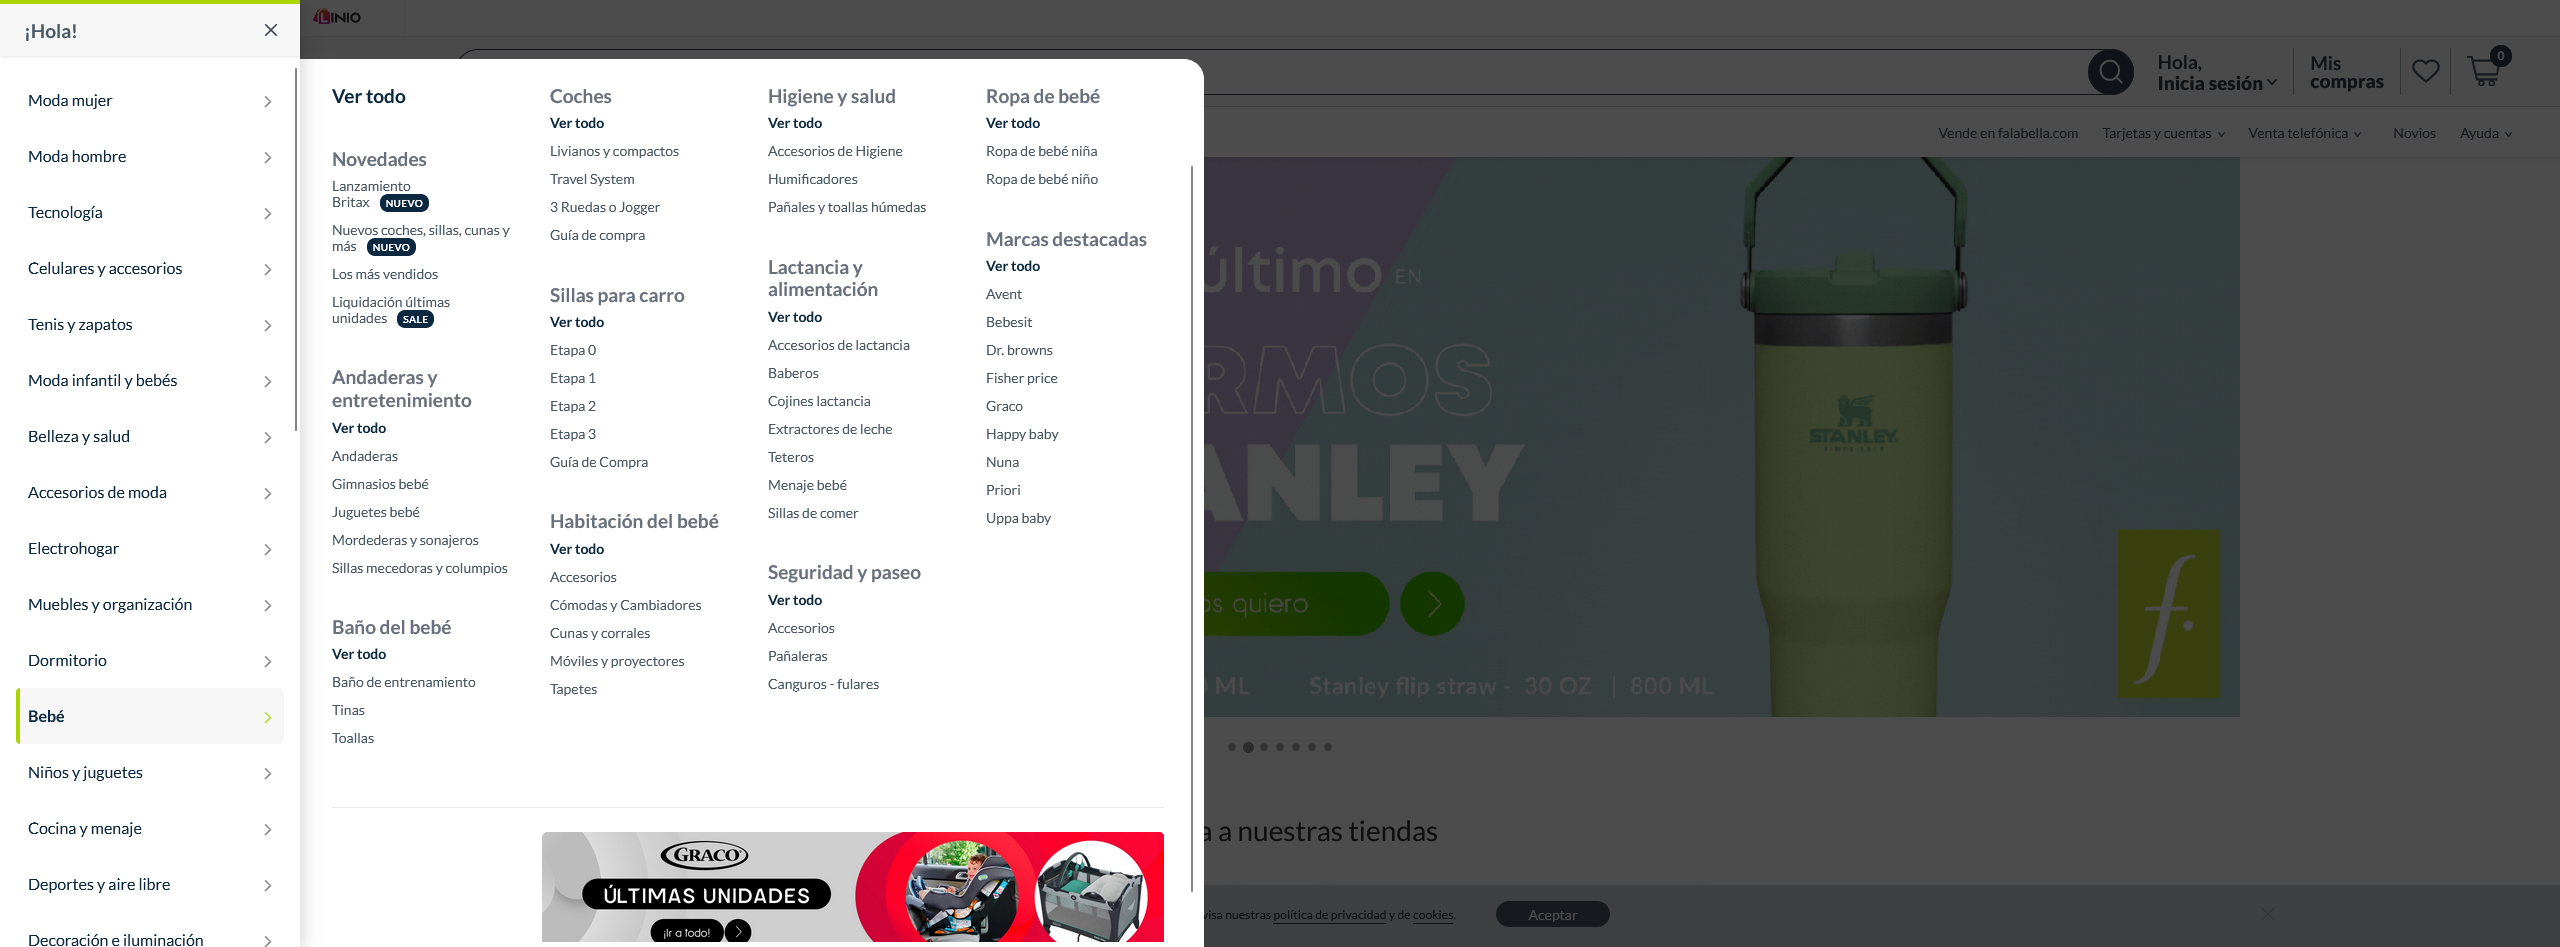 ¡Hola!
Moda mujer
Moda hombre
Tecnología
Celulares y accesorios
Tenis y zapatos
Moda infantil y bebés
Belleza y salud
Accesorios de moda
Electrohogar
Muebles y organización
Dormitorio
Bebé
Niños y juguetes
Cocina y menaje
Deportes y aire libre
Decoración e iluminación
Ver todo
Novedades
Lanzamiento
Britax NUEVO
Nuevos coches, sillas, cunas y
más NUEVO
Los más vendidos
Liquidación últimas
unidades SALE
Andaderas y
entretenimiento
Ver todo
Andaderas
Gimnasios bebé
Juguetes bebé
Mordederas y sonajeros
Sillas mecedoras y columpios
Baño del bebé
Ver todo
Baño de entrenamiento
Tinas
Toallas
Coches
Ver todo
Livianos y compactos
Travel System
3 Ruedas o Jogger
Guía de compra
Sillas para carro
Ver todo
Etapa 0
Etapa 1
Etapa 2
Etapa 3
Guía de Compra
Habitación del bebé
Ver todo
Accesorios
Cómodas y Cambiadores
Cunas y corrales
Móviles y proyectores
Tapetes
Higiene y salud
Ver todo
Accesorios de Higiene
Humificadores
Pañales y toallas húmedas
Lactancia y
alimentación
Ver todo
Accesorios de lactancia
Baberos
Cojines lactancia
Extractores de leche
Teteros
Menaje bebé
Sillas de comer
Seguridad y paseo
Ver todo
Accesorios
Pañaleras
Canguros - fulares
Ropa de bebé
Ver todo
Ropa de bebé niña
Ropa de bebé niño
Marcas destacadas
Ver todo
Avent
Bebesit
Dr. browns
Fisher price
Graco
Happy baby
Nuna
Priori
Uppa baby
GRACO
ÚLTIMAS UNIDADES
¡Ir a todo!
LINIO
Hola,
Inicia sesión
Mis
compras
0
Vende en falabella.com
Tarjetas y cuentas
Venta telefónica
Novios
Ayuda
último EN
RMOS
ANLEY
os quiero
ML Stanley flip straw - 30 OZ | 800 ML
STANLEY
f.
a a nuestras tiendas
visa nuestras política de privacidad y de cookies.
Aceptar